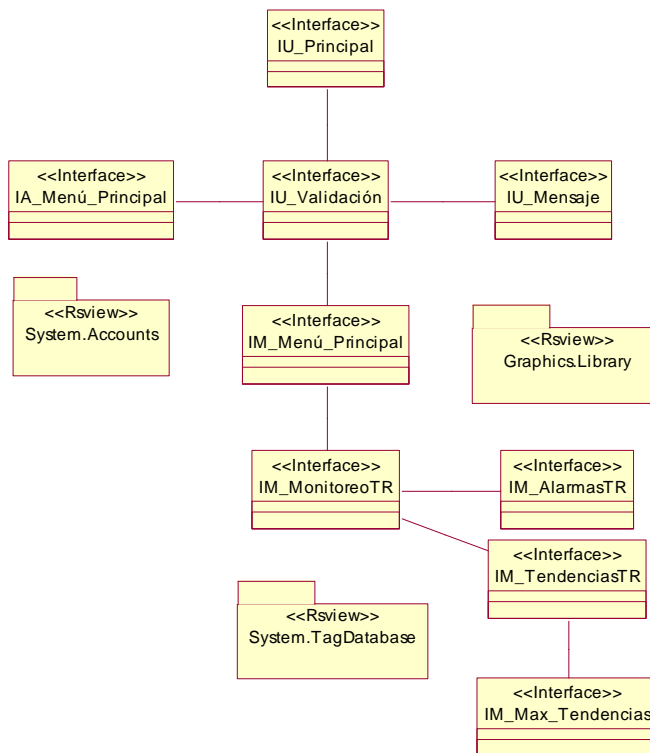 <<Interface>>
IU_Principal
<<Interface>>
IA_Menú_Principal
<<Interface>>
IU_Validación
<<Interface>>
IU_Mensaje
<<Rsview>>
System.Accounts
<<Interface>>
IM_Menú_Principal
<<Rsview>>
Graphics.Library
<<Interface>>
IM_MonitoreoTR
<<Interface>>
IM_AlarmasTR
<<Interface>>
IM_TendenciasTR
<<Rsview>>
System.TagDatabase
<<Interface>>
IM_Max_Tendencias